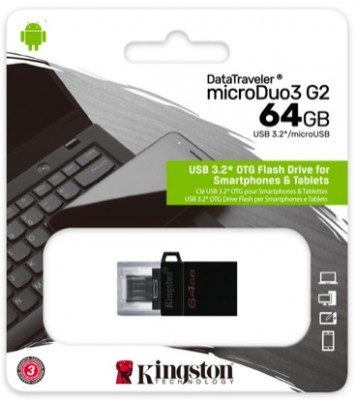 DataTraveler®
microDuo3 G2
64GB
USB 3.2*/microUSB
USB 3.2* OTG Flash Drive for
Smartphones & Tablets
Clé USB 3.2* OTG pour Smartphones & Tablettes
USB 3.2* OTG Drive Flash per Smartphones e Tablets
Kingston
64GB
3
Kingston
TECHNOLOGY